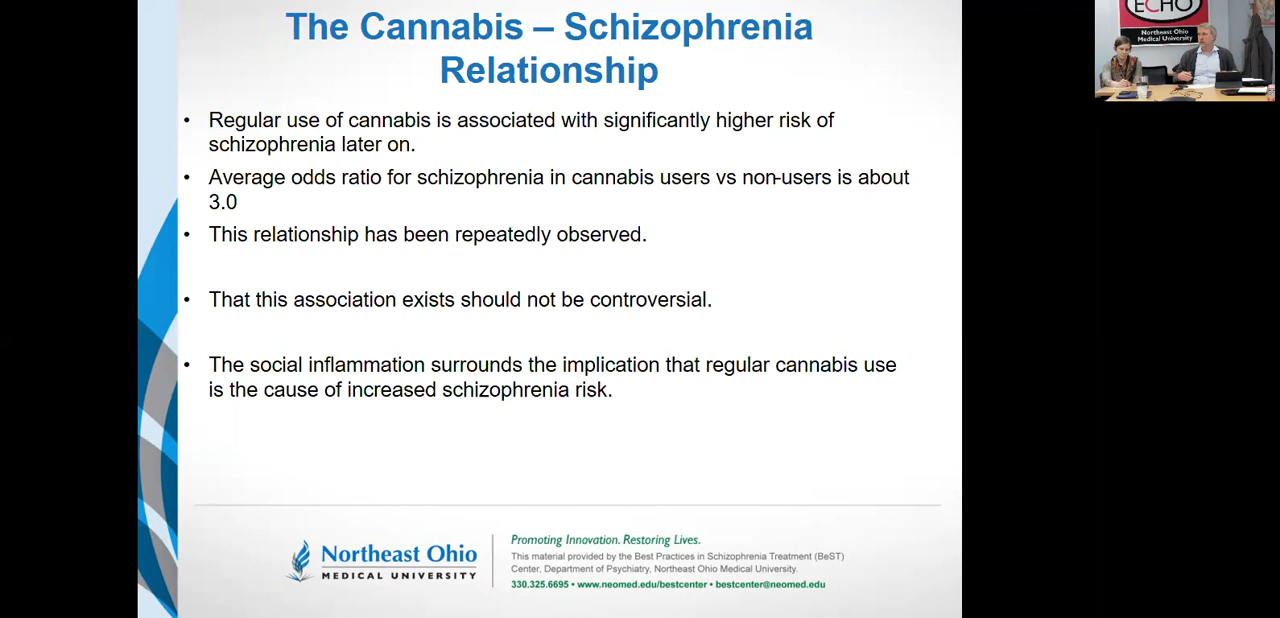 The Cannabis – Schizophrenia
Relationship
• Regular use of cannabis is associated with significantly higher risk of
schizophrenia later on.
• Average odds ratio for schizophrenia in cannabis users vs non-users is about
3.0
• This relationship has been repeatedly observed.
• That this association exists should not be controversial.
• The social inflammation surrounds the implication that regular cannabis use
is the cause of increased schizophrenia risk.
Northeast Ohio
MEDICAL UNIVERSITY
Promoting Innovation. Restoring Lives.
This material provided by the Best Practices in Schizophrenia Treatment (BeST)
Center, Department of Psychiatry, Northeast Ohio Medical University.
330.325.6695 • www.neomed.edu/bestcenter • bestcenter@neomed.edu
ECHO
Northeast Ohio
Medical University